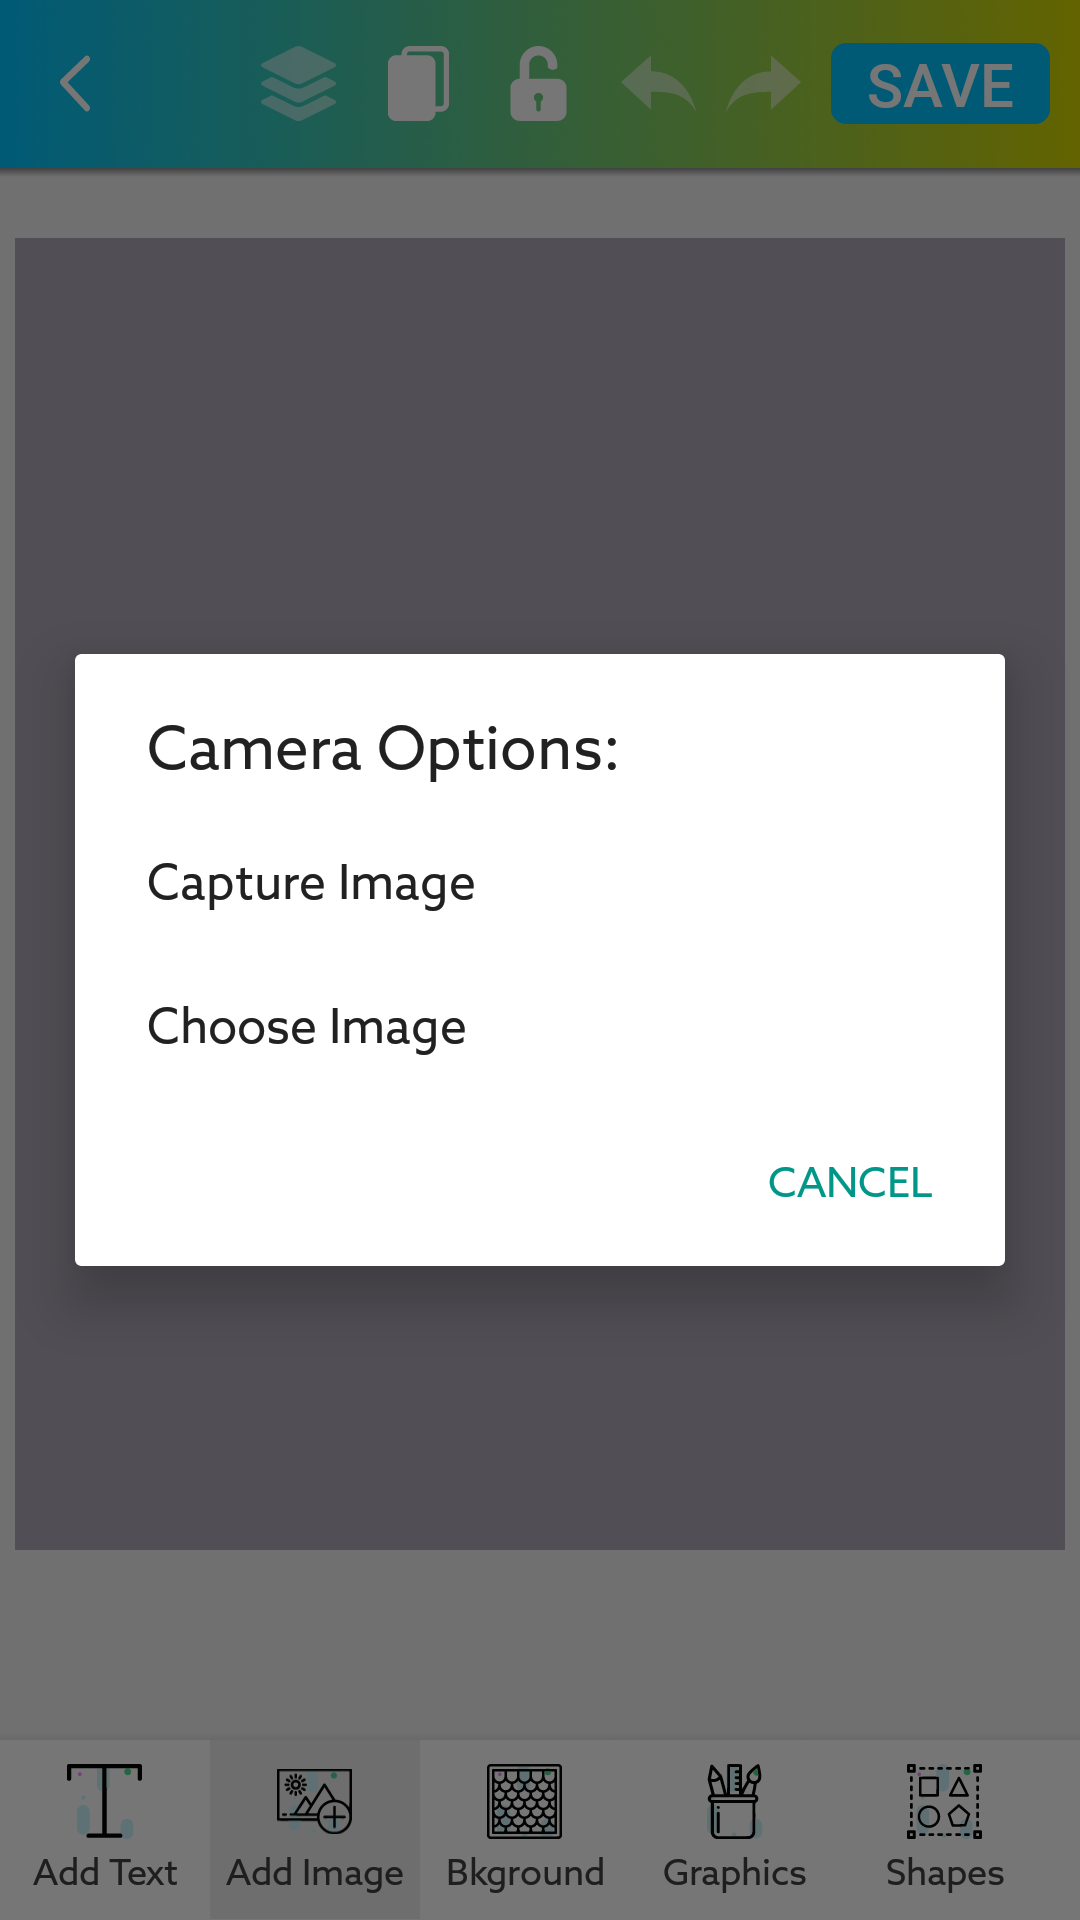 SAVE
Camera Options:
Capture Image
Choose Image
CANCEL
Add Text
Add Image
Bkground
Graphics
Shapes